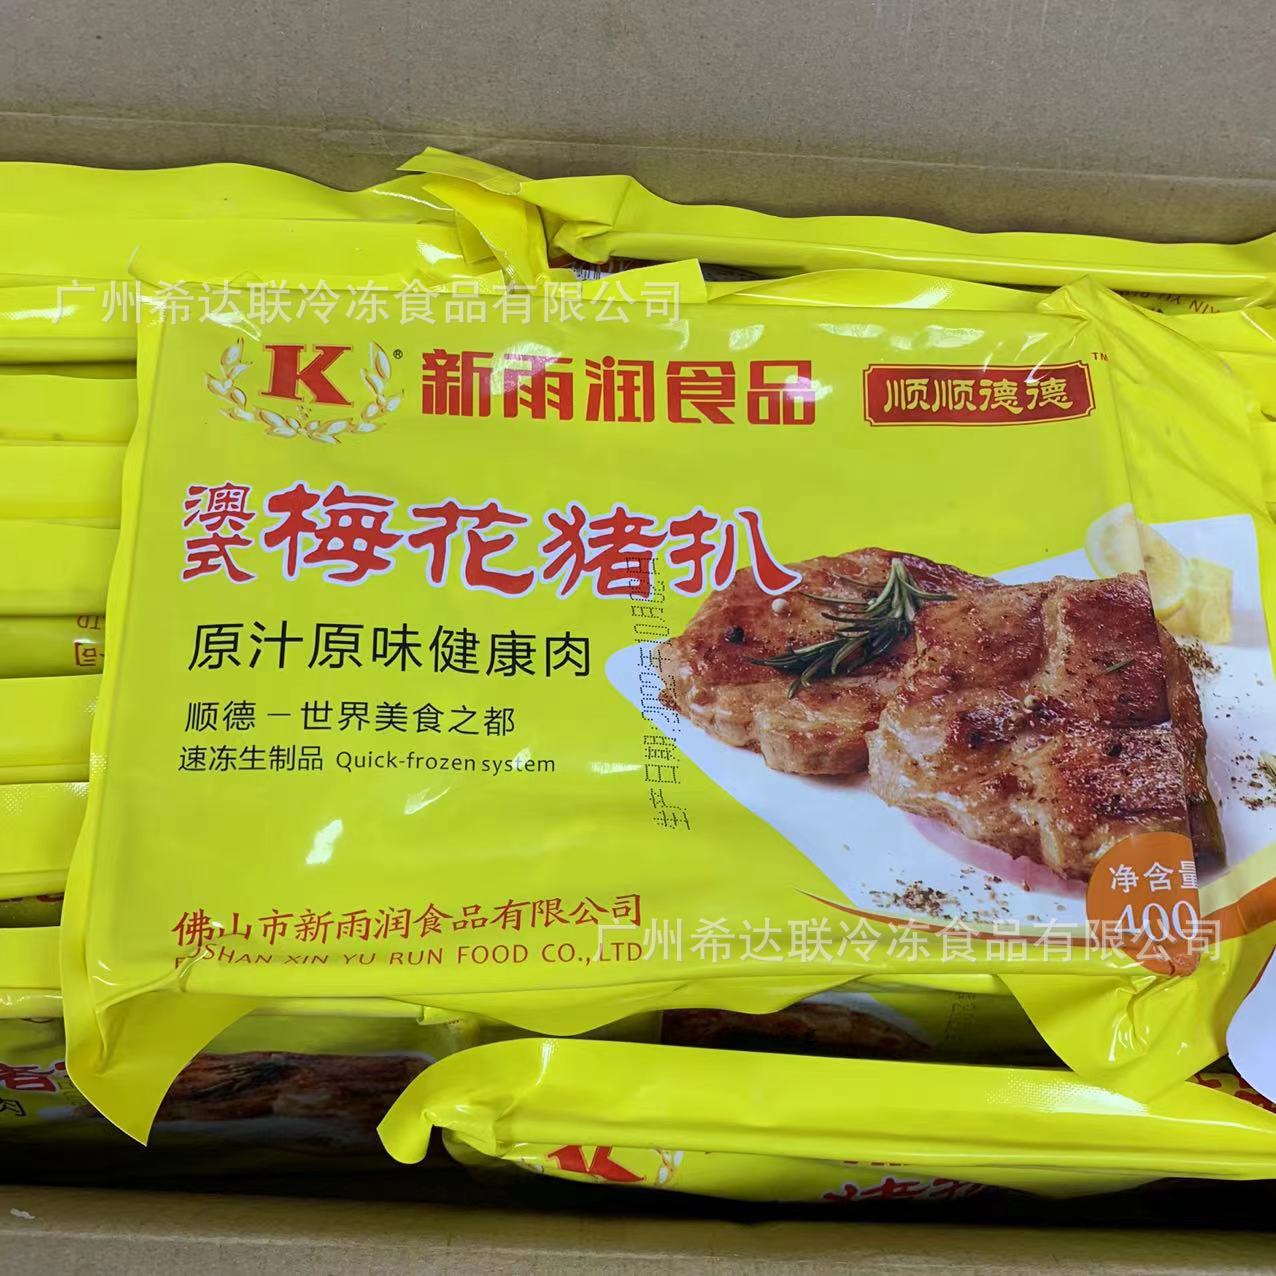 广州希达联冷冻食品有限公司
K®
新雨润食品
顺顺德德™
澳式
梅花猪扒
原汁原味健康肉
顺德－世界美食之都
速冻生制品 Quick-frozen system
净含量
400
佛山市新雨润食品有限公司
SHAN XIN YU RUN FOOD CO.,LTD
广州希达联冷冻食品有限公司
K
肉